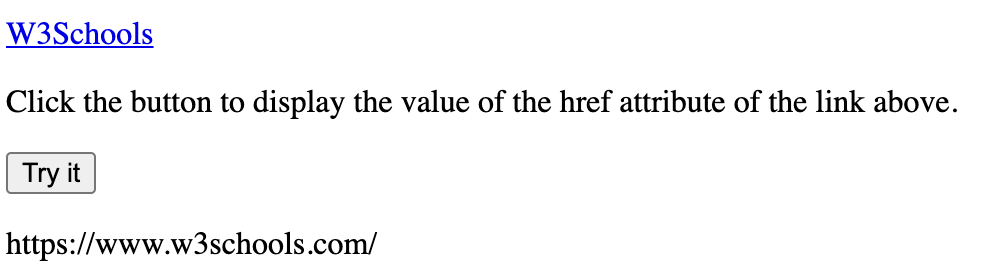 W3Schools
Click the button to display the value of the href attribute of the link above.
Try it
https://www.w3schools.com/